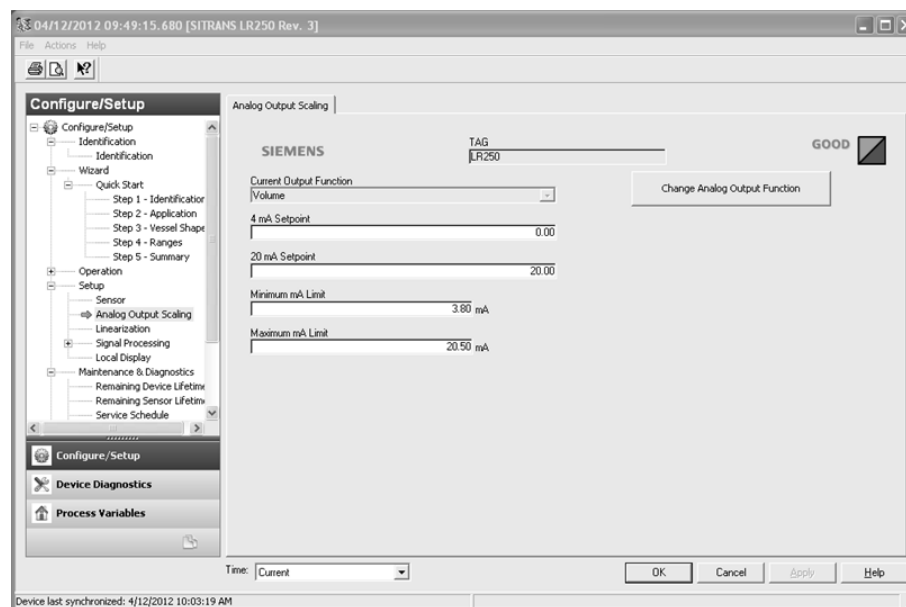 04/12/2012 09:49:15.680 [SITRANS LR250 Rev. 3]
File Actions Help
Configure/Setup
Configure/Setup
Identification
Identification
Wizard
Quick Start
Step 1 - Identification
Step 2 - Application
Step 3 - Vessel Shape
Step 4 - Ranges
Step 5 - Summary
Operation
Setup
Sensor
Analog Output Scaling
Linearization
Signal Processing
Local Display
Maintenance & Diagnostics
Remaining Device Lifetime
Remaining Sensor Lifetime
Service Schedule
Configure/Setup
Device Diagnostics
Process Variables
Analog Output Scaling
SIEMENS
TAG
LR250
GOOD
Current Output Function
Volume
Change Analog Output Function
4 mA Setpoint
0.00
20 mA Setpoint
20.00
Minimum mA Limit
3.80 mA
Maximum mA Limit
20.50 mA
Time: Current
OK Cancel Apply Help
Device last synchronized: 4/12/2012 10:03:19 AM